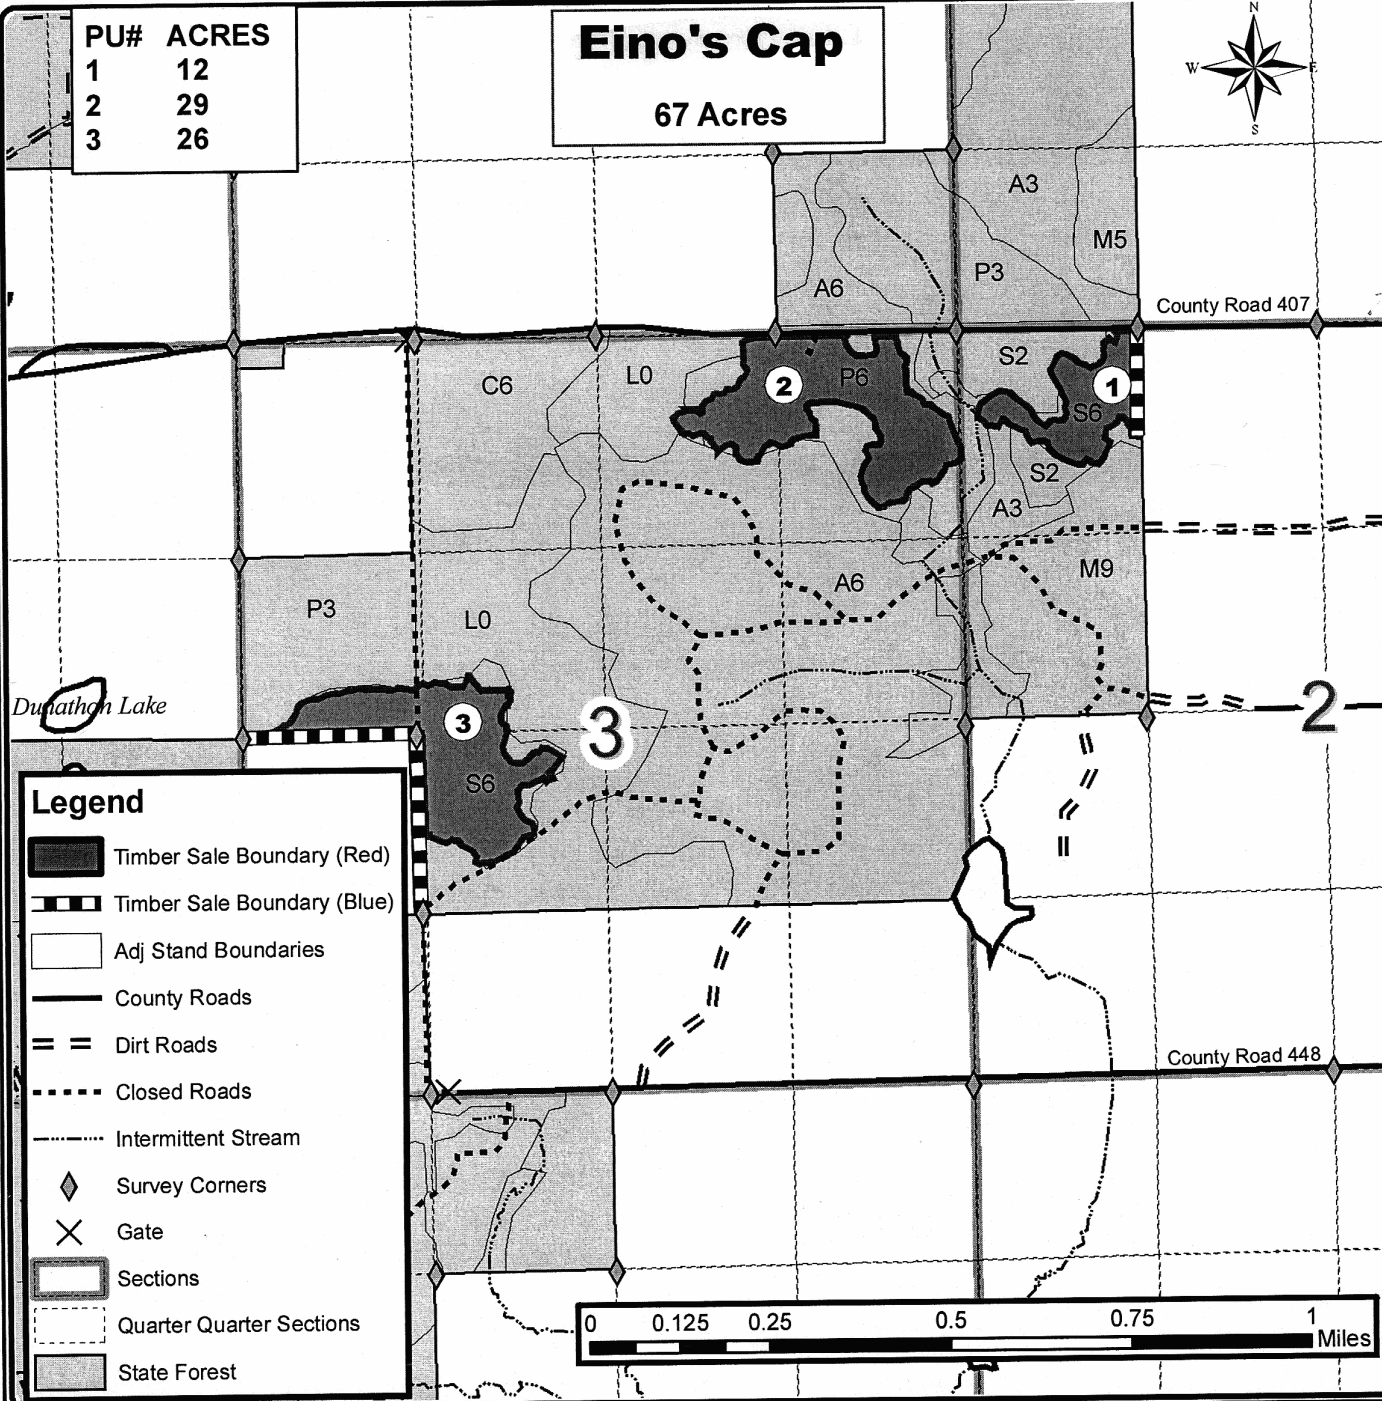 PU# ACRES
1 12
2 29
3 26
Eino's Cap
67 Acres
N
W E
S
A3
M5
A6
P3
County Road 407
C6
L0
2
P6
S2
1
S6
S2
A3
A6
M9
P3
L0
Dunathon Lake
3
3
2
S6
Legend
Timber Sale Boundary (Red)
Timber Sale Boundary (Blue)
Adj Stand Boundaries
County Roads
Dirt Roads
Closed Roads
Intermittent Stream
Survey Corners
Gate
Sections
Quarter Quarter Sections
State Forest
County Road 448
0 0.125 0.25 0.5 0.75 1
Miles